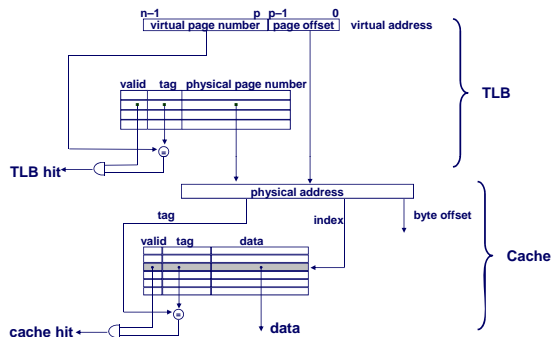 n–1 p p–1 0
virtual page number page offset virtual address
valid tag physical page number
TLB
=
TLB hit
physical address
tag
index
byte offset
valid tag data
Cache
=
cache hit
data